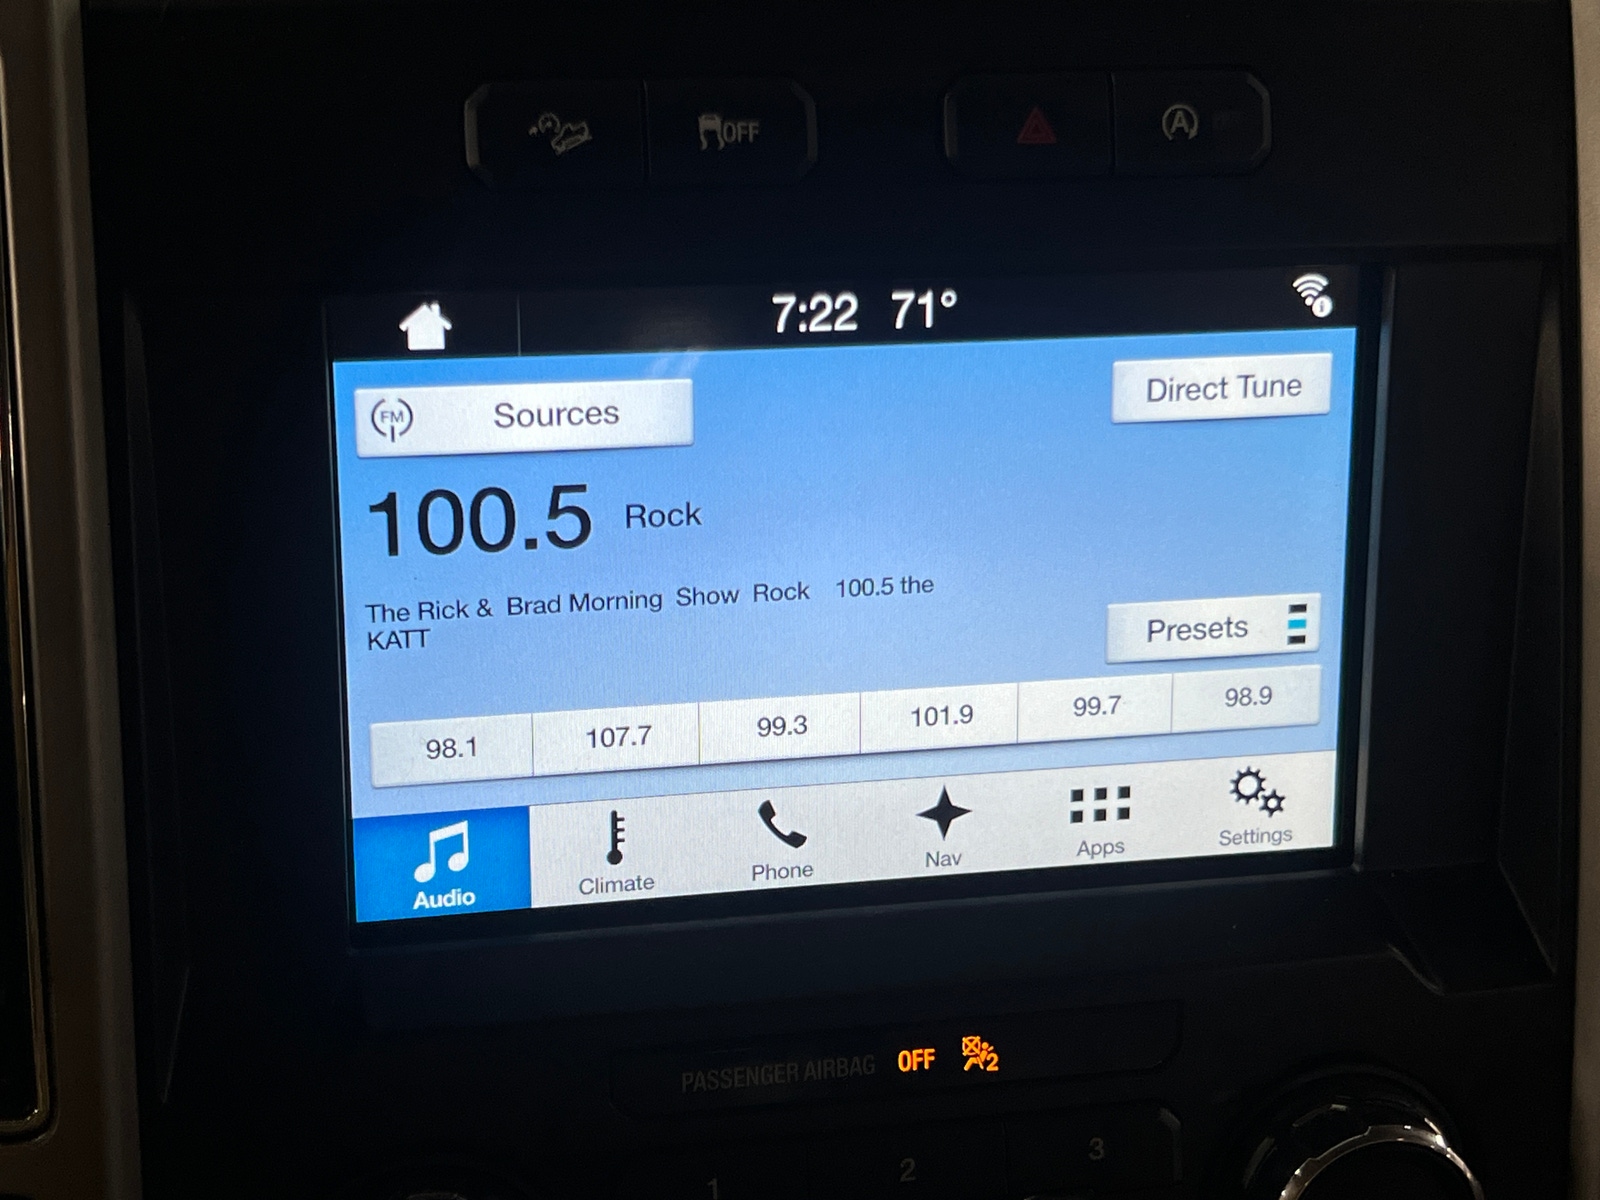 OFF
A
7:22 71°
FM Sources
Direct Tune
100.5 Rock
The Rick & Brad Morning Show Rock 100.5 the
KATT
Presets
98.1 107.7 99.3 101.9 99.7 98.9
Audio Climate Phone Nav Apps Settings
PASSENGER AIRBAG OFF 2
1 2 3